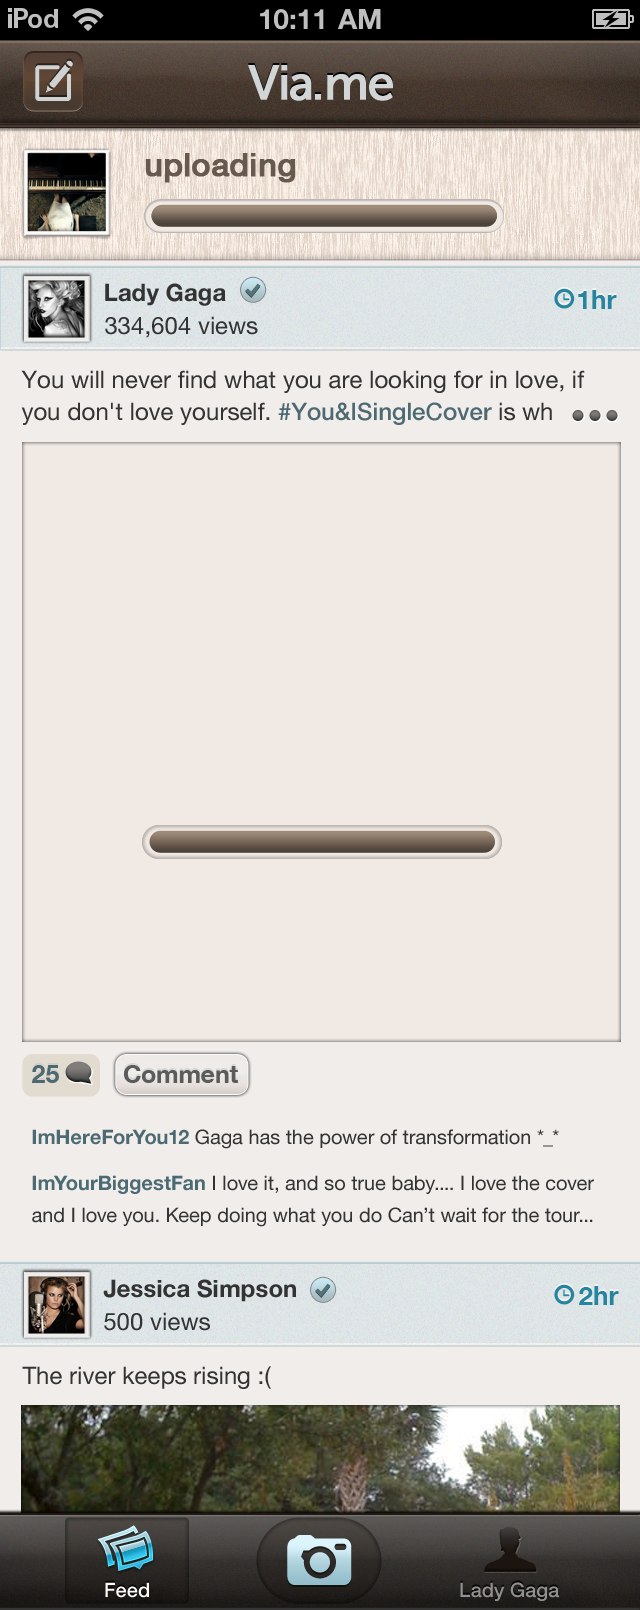 iPod 10:11 AM
Via.me
uploading
Lady Gaga
1hr
334,604 views
You will never find what you are looking for in love, if
you don't love yourself. #You&ISingleCover is wh
25 Comment
ImHereForYou12 Gaga has the power of transformation *_*
ImYourBiggestFan I love it, and so true baby.... I love the cover
and I love you. Keep doing what you do Can’t wait for the tour...
Jessica Simpson
2hr
500 views
The river keeps rising :(
Feed
Lady Gaga